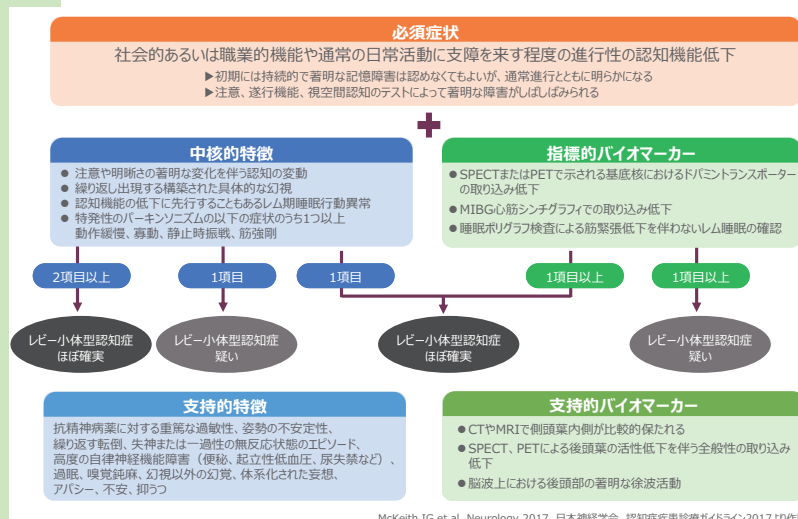 必須症状
社会的あるいは職業的機能や通常の日常活動に支障を来す程度の進行性の認知機能低下
▶初期には持続的で著明な記憶障害は認めなくてもよいが、通常進行とともに明らかになる
▶注意、遂行機能、視空間認知のテストによって著明な障害がしばしばみられる
中核的特徴
● 注意や明晰さの著明な変化を伴う認知の変動
● 繰り返し出現する構築された具体的な幻視
● 認知機能の低下に先行することもあるレム期睡眠行動異常
● 特発性のパーキンソニズムの以下の症状のうち1つ以上
動作緩慢、寡動、静止時振戦、筋強剛
指標的バイオマーカー
●SPECTまたはPETで示される基底核におけるドパミントランスポーター
の取り込み低下
●MIBG心筋シンチグラフィでの取り込み低下
●睡眠ポリグラフ検査による筋緊張低下を伴わないレム睡眠の確認
2項目以上
1項目
1項目
1項目以上
1項目以上
レビー小体型認知症
ほぼ確実
レビー小体型認知症
疑い
レビー小体型認知症
ほぼ確実
レビー小体型認知症
疑い
支持的特徴
抗精神病薬に対する重篤な過敏性、姿勢の不安定性、
繰り返す転倒、失神または一過性の無反応状態のエピソード、
高度の自律神経機能障害（便秘、起立性低血圧、尿失禁など）、
過眠、嗅覚鈍麻、幻視以外の幻覚、体系化された妄想、
アパシー、不安、抑うつ
支持的バイオマーカー
●CTやMRIで側頭葉内側が比較的保たれる
●SPECT、PETによる後頭葉の活性低下を伴う全般性の取り込み
低下
●脳波上における後頭部の著明な徐波活動
McKeith IG et al. Neurology 2017、日本神経学会 認知症疾患診療ガイドライン2017より作